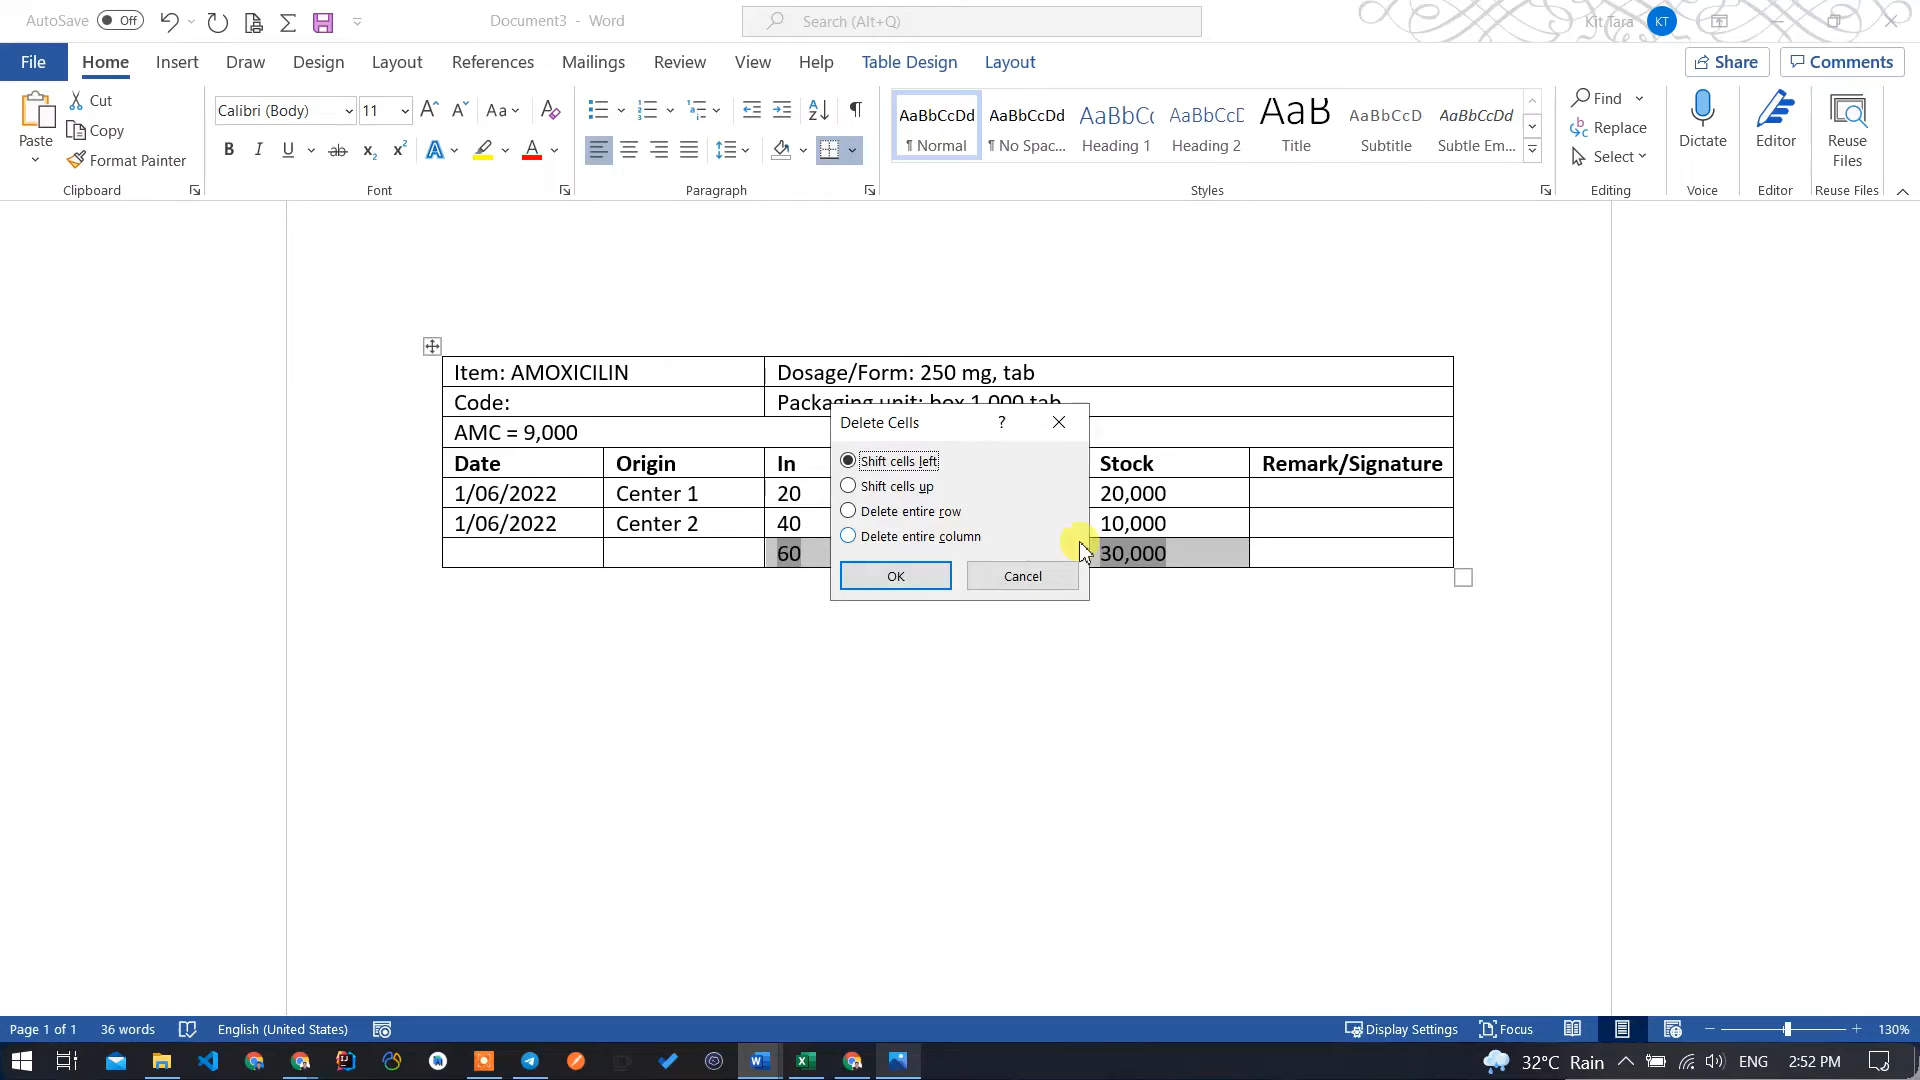 AutoSave Off Document3 - Word Search (Alt+Q) Kit Tara KT
File Home Insert Draw Design Layout References Mailings Review View Help Table Design Layout Share Comments
Paste Cut Copy Format Painter
Calibri (Body) 11 Aa
B I U ab x₂ x² A A
AaBbCcDd AaBbCcDd AaBbCc AaBbCcE AaB AaBbCcD AaBbCcDd
¶ Normal ¶ No Spac... Heading 1 Heading 2 Title Subtitle Subtle Em...
Find Replace Select
Dictate Editor Reuse Files
Clipboard Font Paragraph Styles Editing Voice Editor Reuse Files
Item: AMOXICILIN Dosage/Form: 250 mg, tab
Code: Packaging unit: box 1,000 tab
AMC = 9,000
Date Origin In Stock Remark/Signature
1/06/2022 Center 1 20 20,000
1/06/2022 Center 2 40 10,000
60 30,000
Delete Cells ?
Shift cells left
Shift cells up
Delete entire row
Delete entire column
OK Cancel
Page 1 of 1 36 words English (United States) Display Settings Focus 130%
32°C Rain ENG 2:52 PM